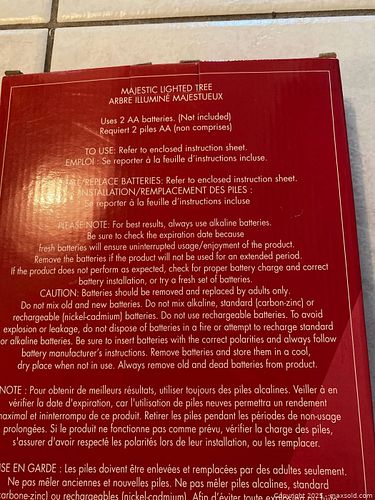 MAJESTIC LIGHTED TREE
ARBRE ILLUMINÉ MAJESTUEUX
Uses 2 AA batteries. (Not included)
Requiert 2 piles AA (non comprises)
TO USE: Refer to enclosed instruction sheet.
EMPLOI : Se reporter à la feuille d'instructions incluse.
/REPLACE BATTERIES: Refer to enclosed instruction sheet.
INSTALLATION/REMPLACEMENT DES PILES :
Se reporter à la feuille d'instructions incluse
PLEASE NOTE: For best results, always use alkaline batteries.
Be sure to check the expiration date because
fresh batteries will ensure uninterrupted usage/enjoyment of the product.
Remove the batteries if the product will not be used for an extended period.
If the product does not perform as expected, check for proper battery charge and correct
battery installation, or try a fresh set of batteries.
CAUTION: Batteries should be removed and replaced by adults only.
Do not mix old and new batteries. Do not mix alkaline, standard (carbon-zinc) or
rechargeable (nickel-cadmium) batteries. Do not use rechargeable batteries. To avoid
explosion or leakage, do not dispose of batteries in a fire or attempt to recharge standard
or alkaline batteries. Be sure to insert batteries with the correct polarities and always follow
battery manufacturer's instructions. Remove batteries and store them in a cool,
dry place when not in use. Always remove old and dead batteries from product.
NOTE : Pour obtenir de meilleurs résultats, utiliser toujours des piles alcalines. Veiller à en
vérifier la date d'expiration, car l'utilisation de piles neuves permettra un rendement
maximal et ininterrompu de ce produit. Retirer les piles pendant les périodes de non-usage
prolongées. Si le produit ne fonctionne pas comme prévu, vérifier la charge des piles,
s'assurer d'avoir respecté les polarités lors de leur installation, ou les remplacer.
ISE EN GARDE : Les piles doivent être enlevées et remplacées par des adultes seulement.
Ne pas mêler anciennes et nouvelles piles. Ne pas mêler piles alcalines, standard
carbone-zinc) ou rechargeables (nickel-cadmium). Afin d'éviter toute
Copyright 2025 - maxsold.com